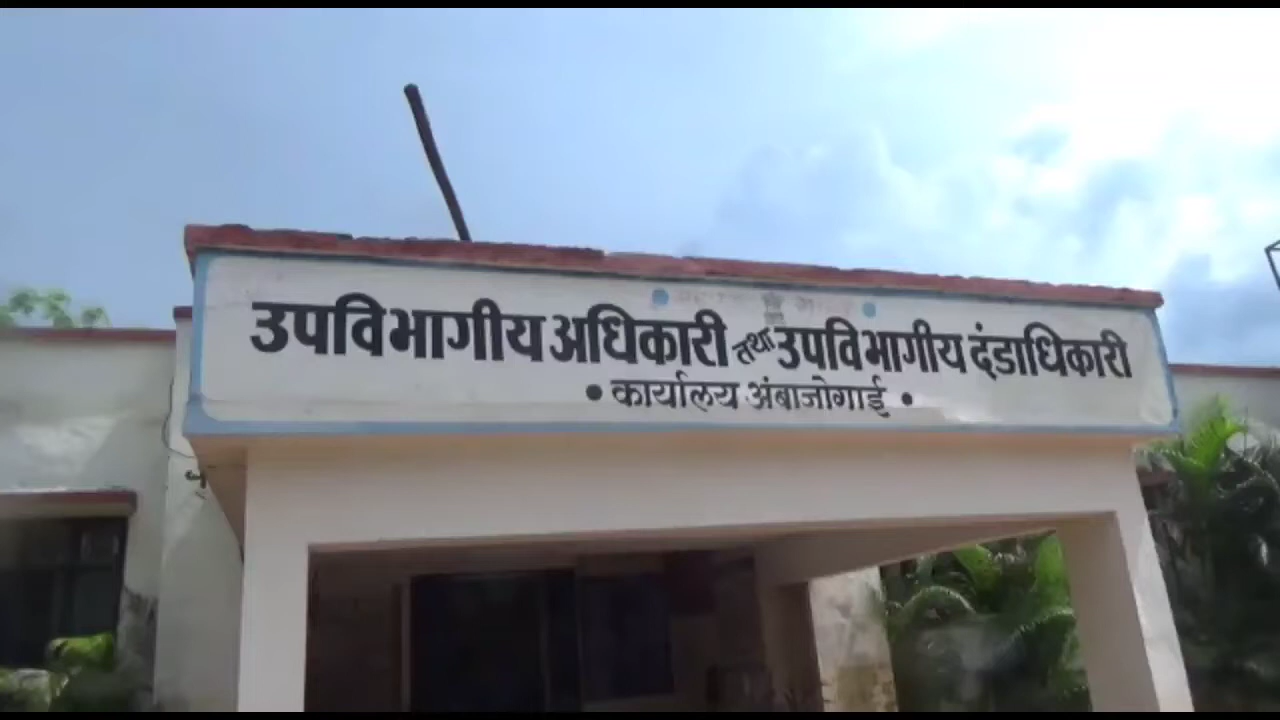 उपविभागीय अधिकारी तथा उपविभागीय दंडाधिकारी
• कार्यालय अंबाजोगाई •